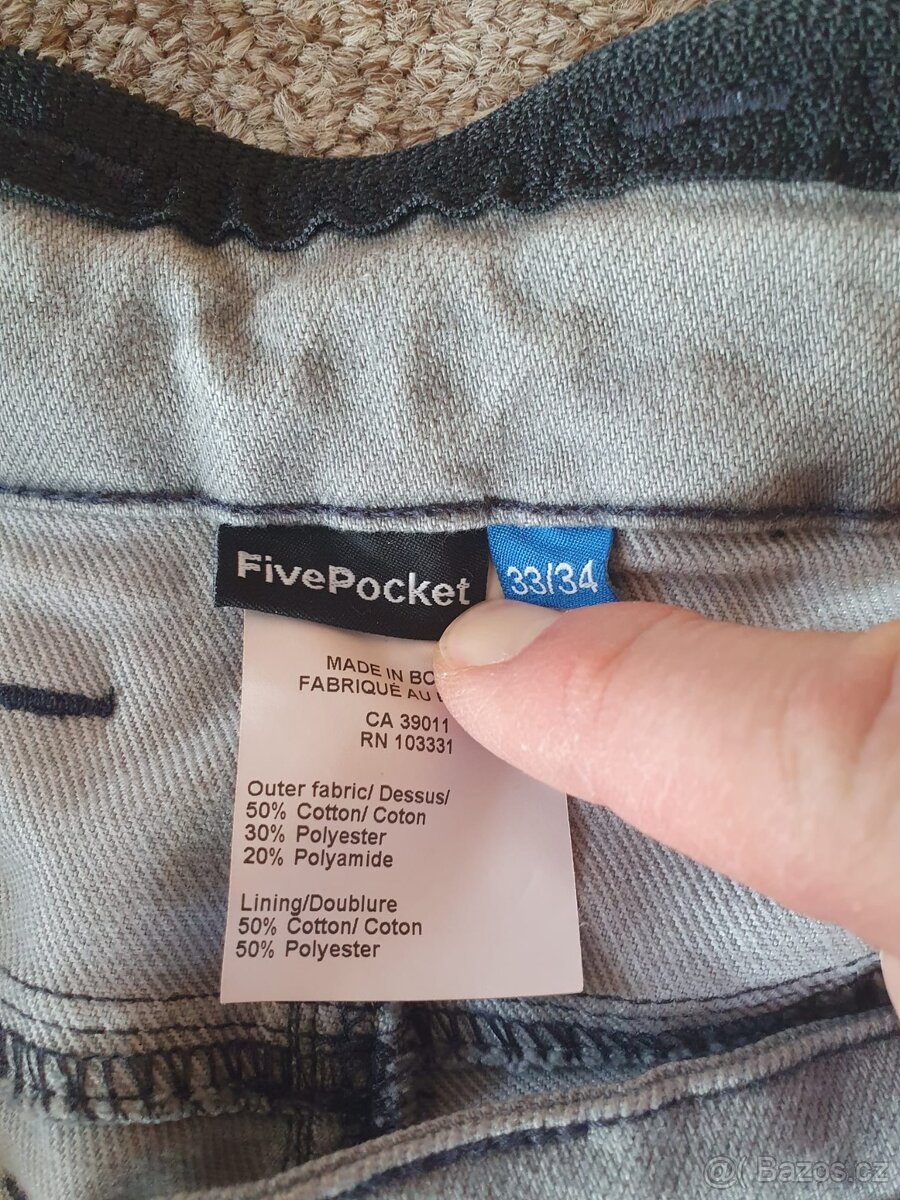 FivePocket
33/34
MADE IN
FABRIQUÉ AU
CA 39011
RN 103331
Outer fabric/ Dessus/
50% Cotton/ Coton
30% Polyester
20% Polyamide
Lining/Doublure
50% Cotton/ Coton
50% Polyester
@ Bazos.cz